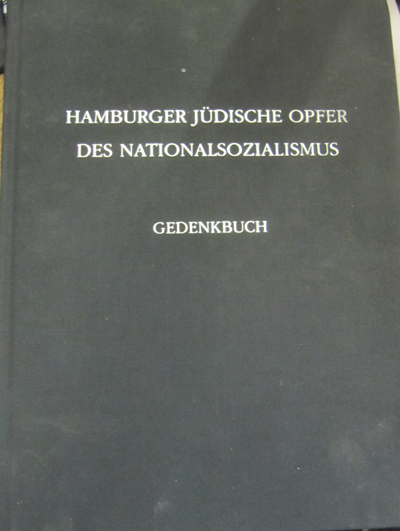 HAMBURGER JÜDISCHE OPFER
DES NATIONALSOZIALISMUS
GEDENKBUCH